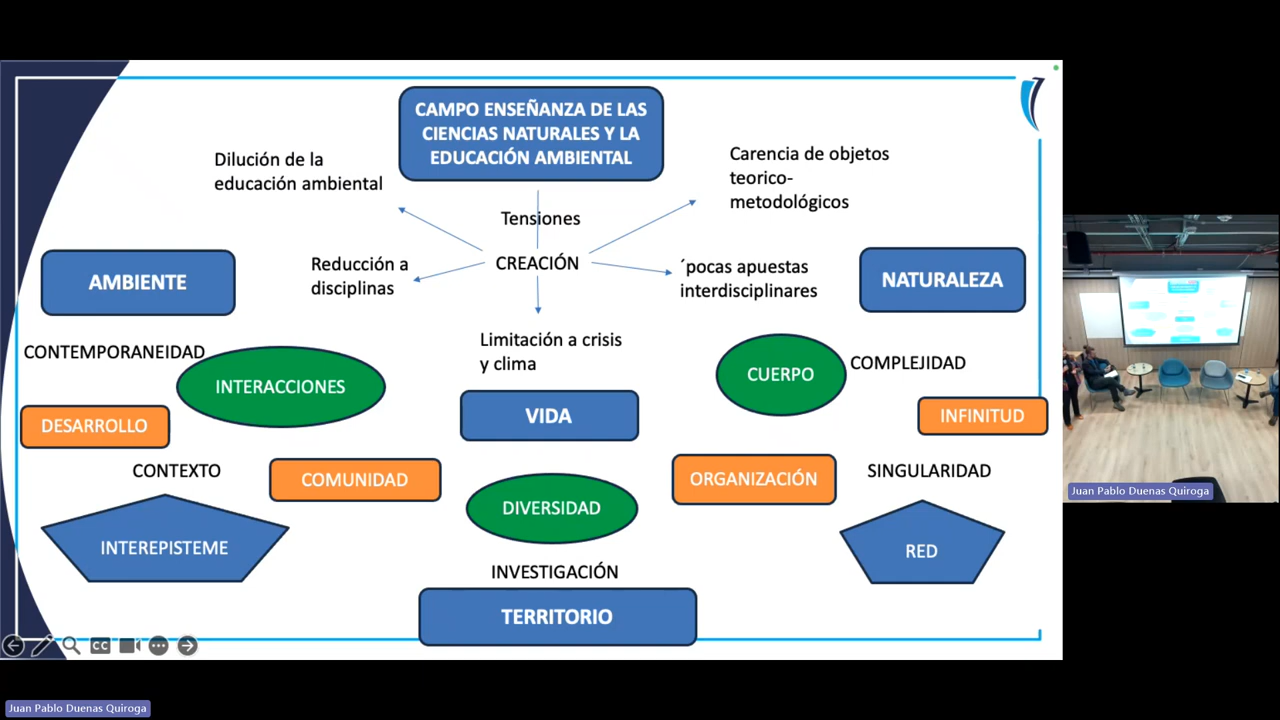 CAMPO ENSEÑANZA DE LAS
CIENCIAS NATURALES Y LA
EDUCACIÓN AMBIENTAL
Dilución de la
educación ambiental
Carencia de objetos
teorico-
metodológicos
Tensiones
CREACIÓN
Reducción a
disciplinas
´pocas apuestas
interdisciplinares
AMBIENTE
NATURALEZA
Limitación a crisis
y clima
CONTEMPORANEIDAD
INTERACCIONES
CUERPO
COMPLEJIDAD
DESARROLLO
VIDA
INFINITUD
CONTEXTO
COMUNIDAD
ORGANIZACIÓN
SINGULARIDAD
DIVERSIDAD
INTEREPISTEME
RED
INVESTIGACIÓN
TERRITORIO
CC
Juan Pablo Duenas Quiroga
Juan Pablo Duenas Quiroga